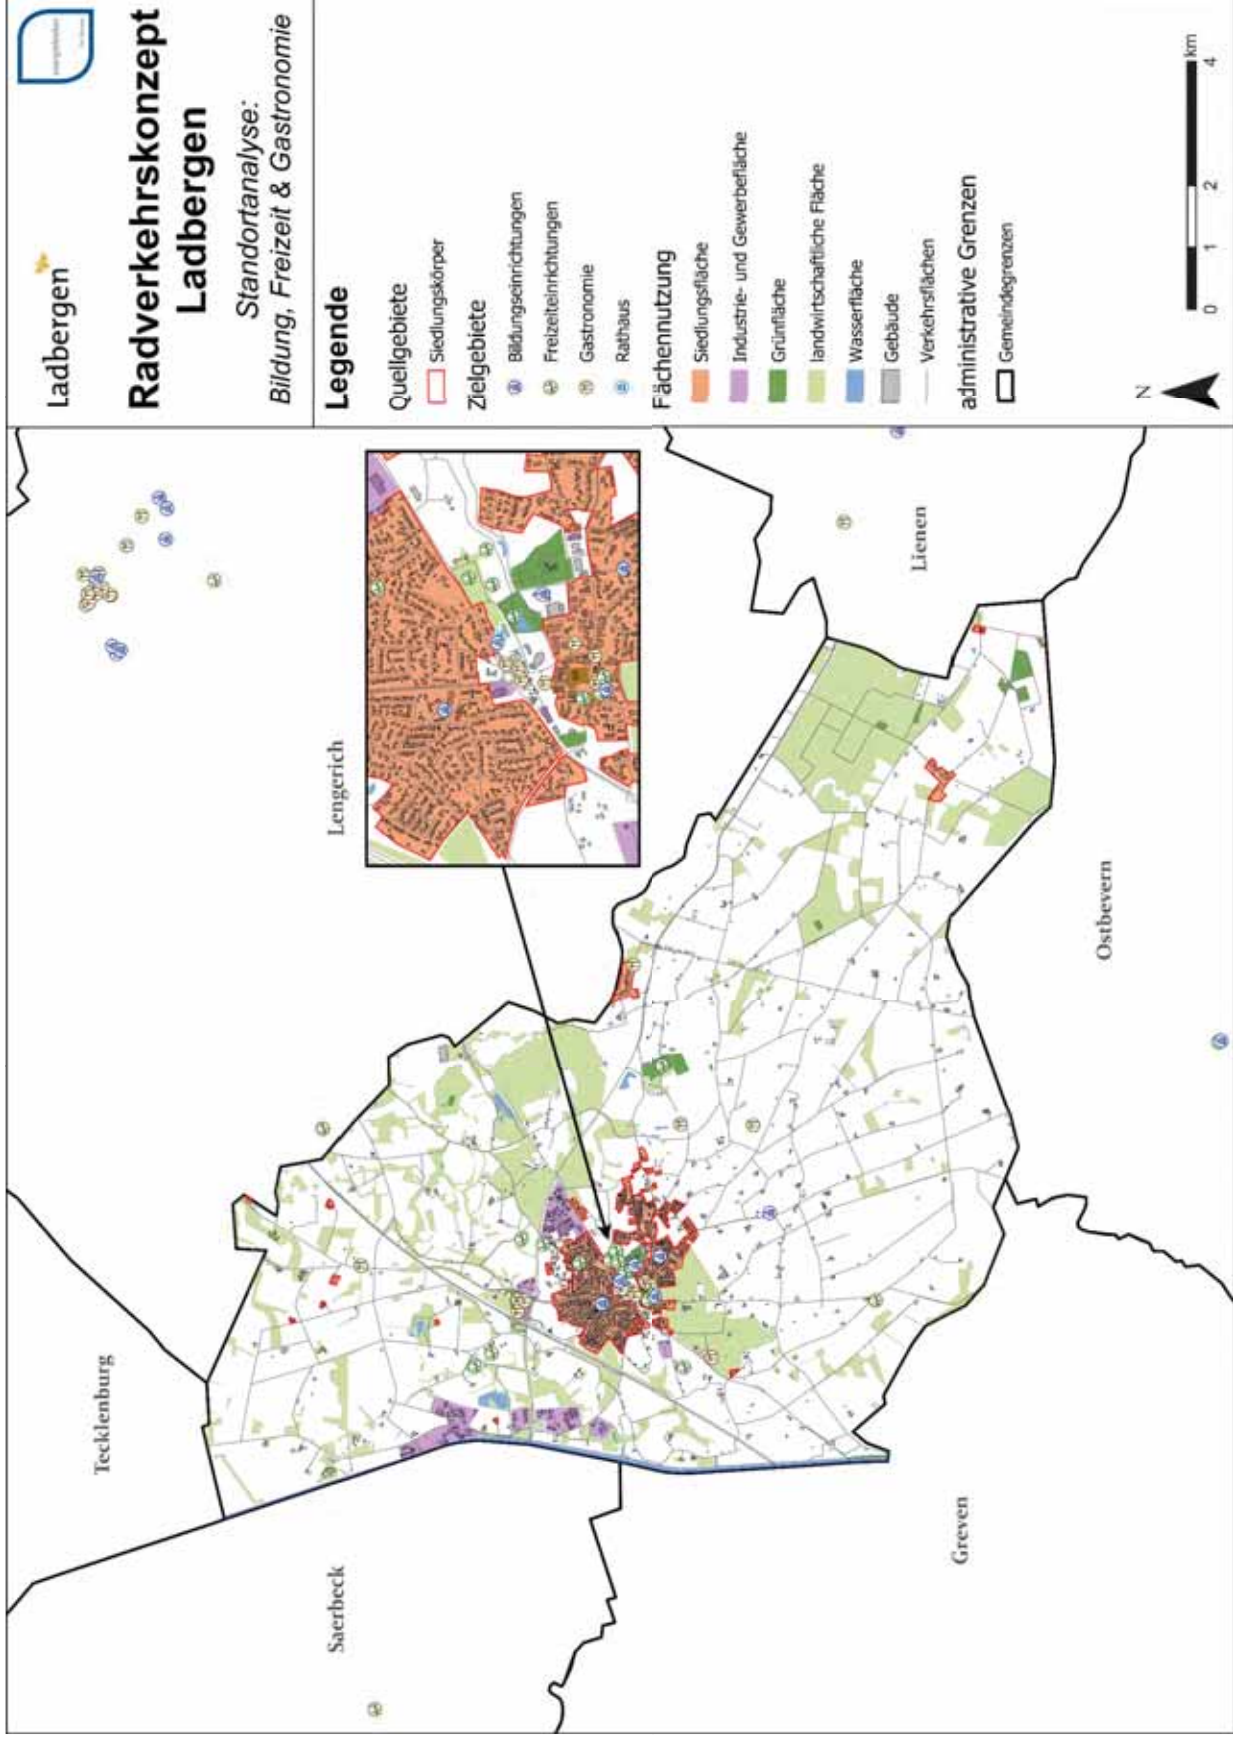 Ladbergen
Radverkehrskonzept
Ladbergen
Standortanalyse:
Bildung, Freizeit & Gastronomie
Legende
Quellgebiete
Siedlungskörper
Zielgebiete
Bildungseinrichtungen
Freizeiteinrichtungen
Gastronomie
Rathaus
Fächennutzung
Siedlungsfläche
Industrie- und Gewerbefläche
Grünfläche
landwirtschaftliche Fläche
Wasserfläche
Gebäude
Verkehrsflächen
administrative Grenzen
Gemeindegrenzen
N
0 1 2 4
km
Tecklenburg
Lengerich
Saerbeck
Lienen
Greven
Ostbevern